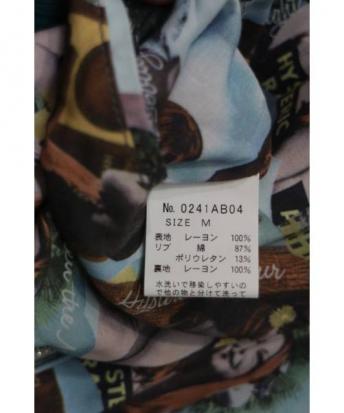 HY
No. 0241AB04
SIZE M
表地 レーヨン 100%
リブ 綿 87%
ポリウレタン 13%
裏地 レーヨン 100%
水洗いで移染しやすいの
で他の物と分けて洗って